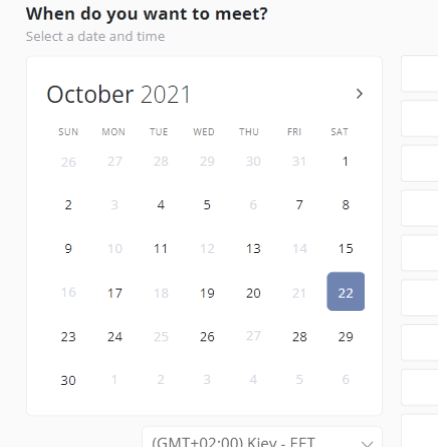 When do you want to meet?
Select a date and time
October 2021
SUN MON TUE WED THU FRI SAT
26 27 28 29 30 31 1
2 3 4 5 6 7 8
9 10 11 12 13 14 15
16 17 18 19 20 21 22
23 24 25 26 27 28 29
30 1 2 3 4 5 6
(GMT+02:00) Kiev - EET